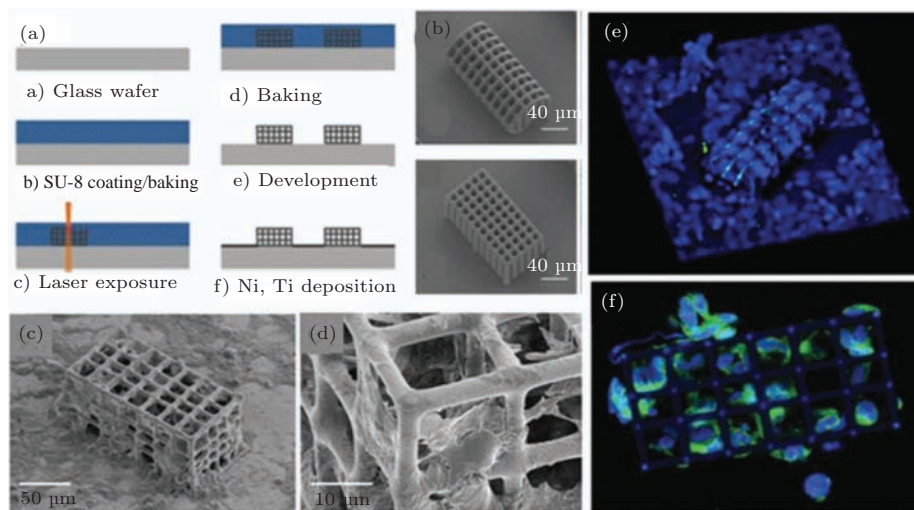 (a)
a) Glass wafer
b) SU-8 coating/baking
c) Laser exposure
d) Baking
e) Development
f) Ni, Ti deposition
(b)
40 µm
40 µm
(c)
50 µm
(d)
10 µm
(e)
(f)